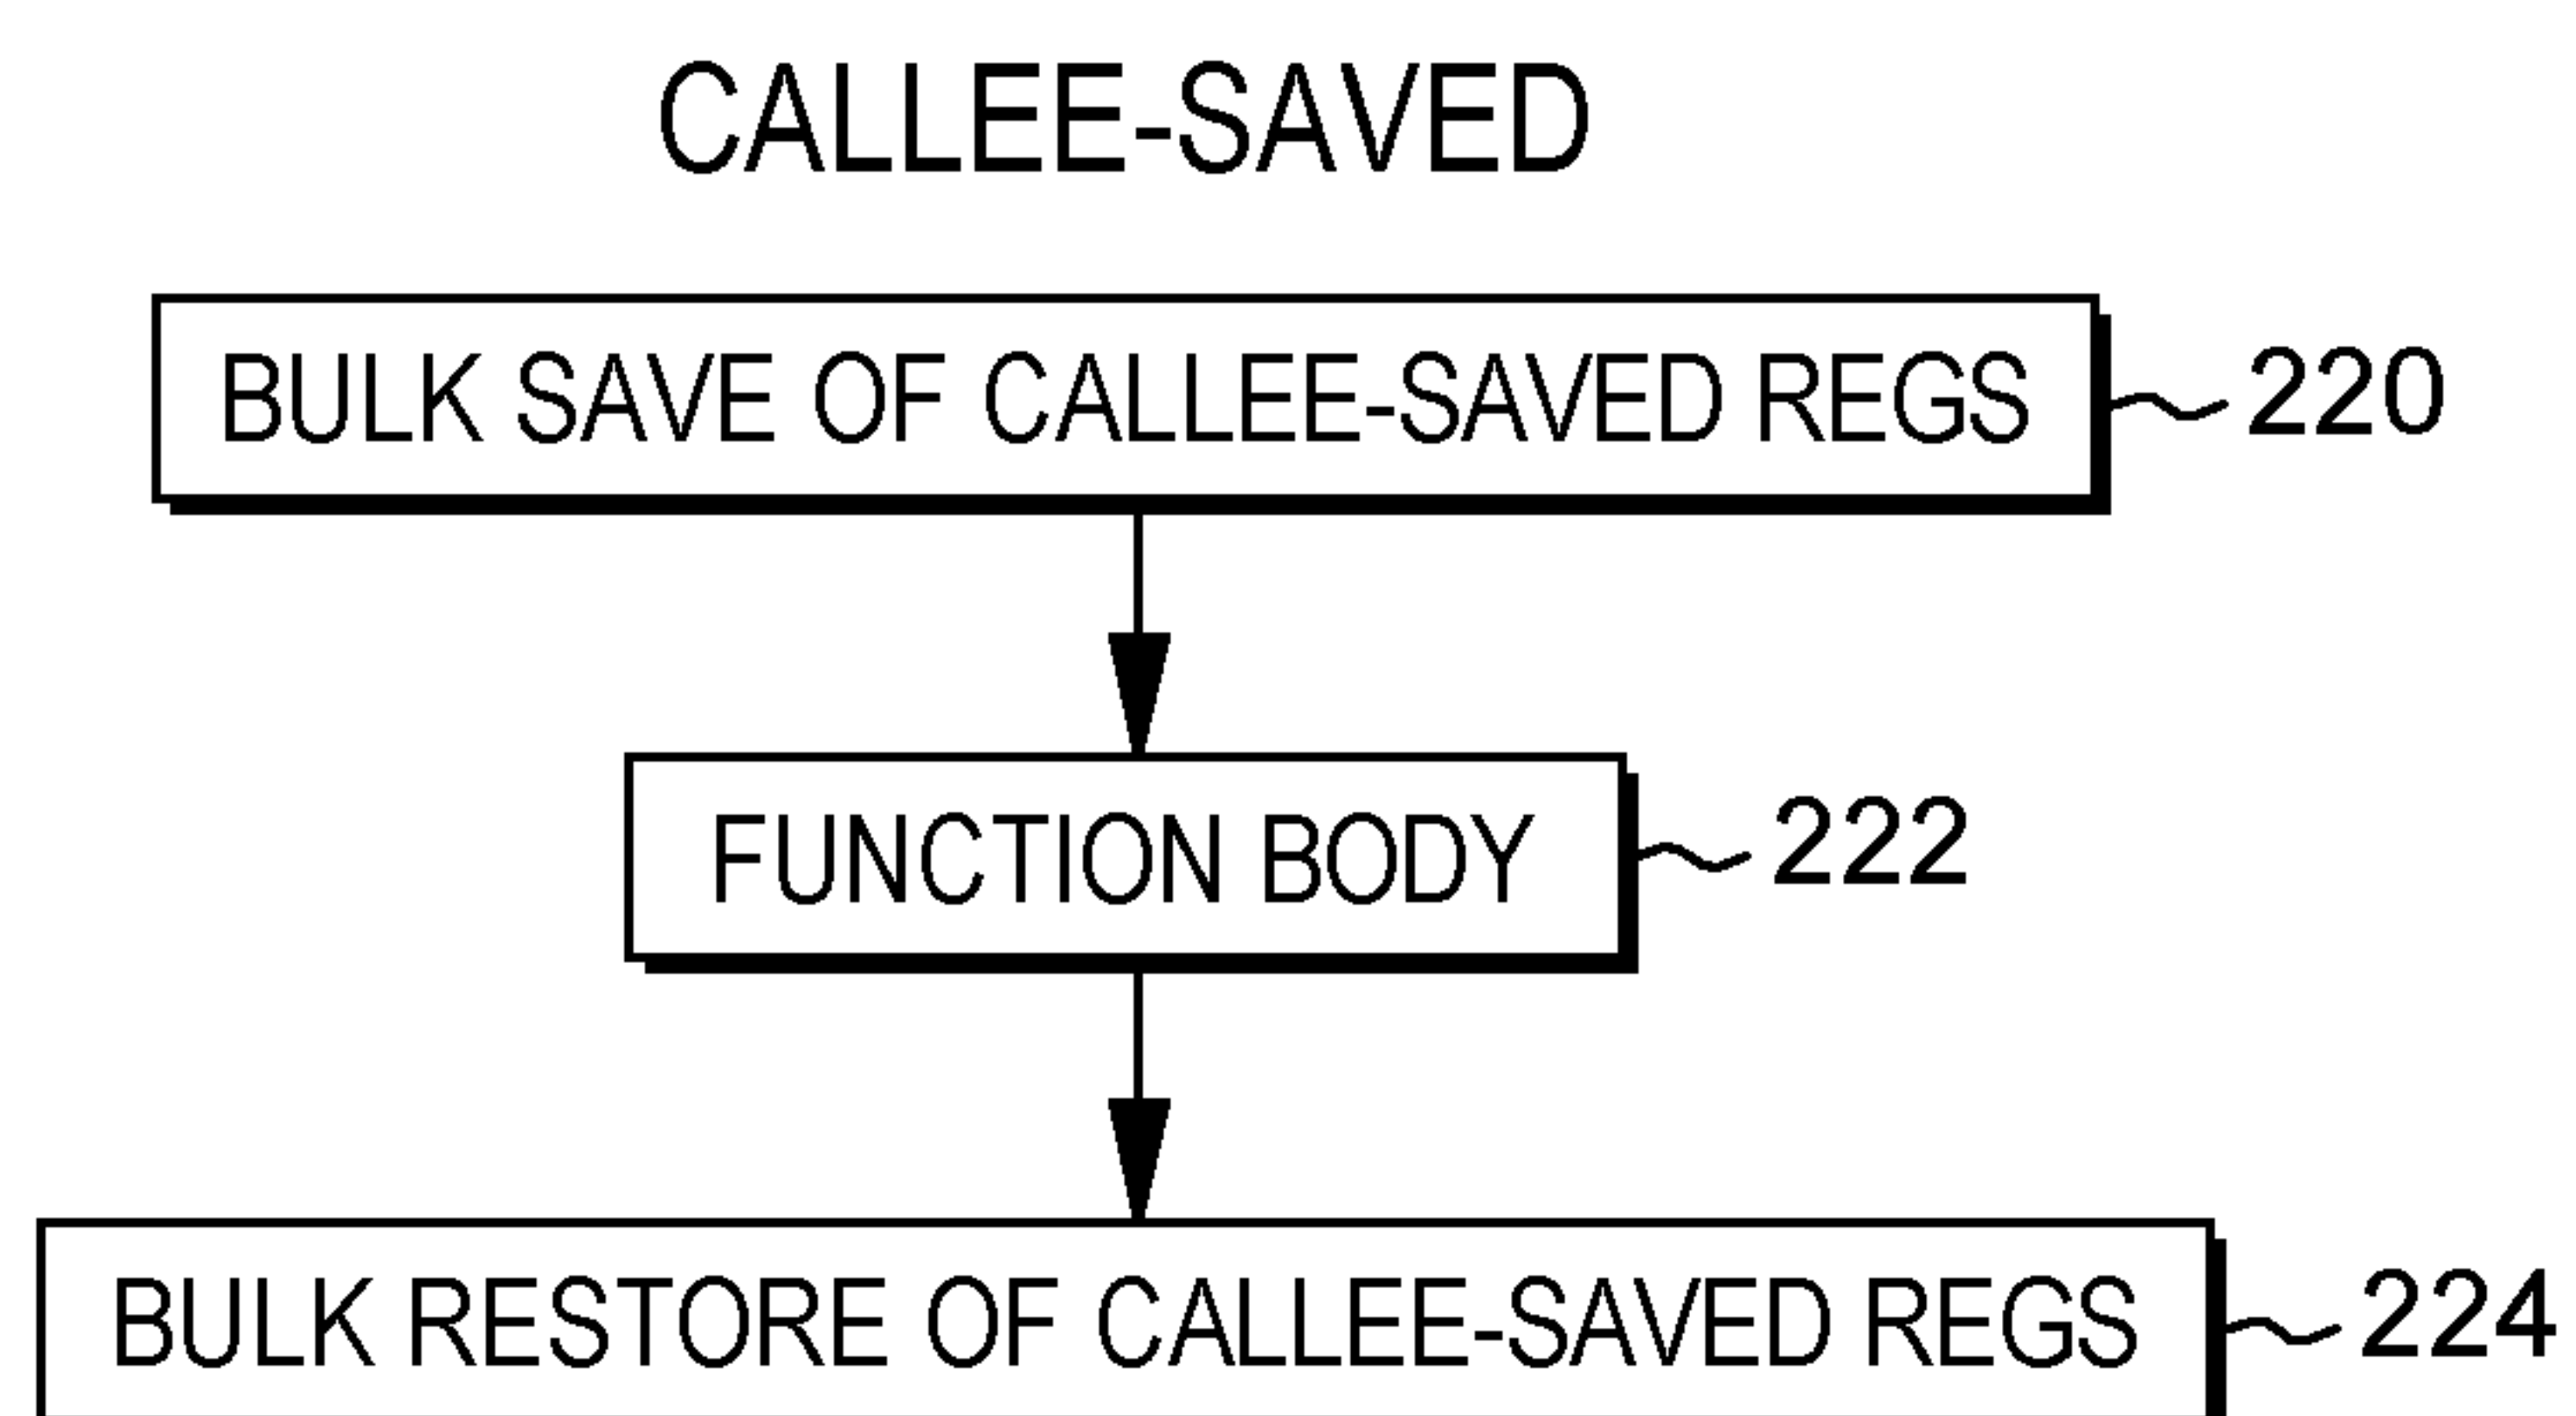 CALLEE-SAVED
BULK SAVE OF CALLEE-SAVED REGS 220
FUNCTION BODY 222
BULK RESTORE OF CALLEE-SAVED REGS 224